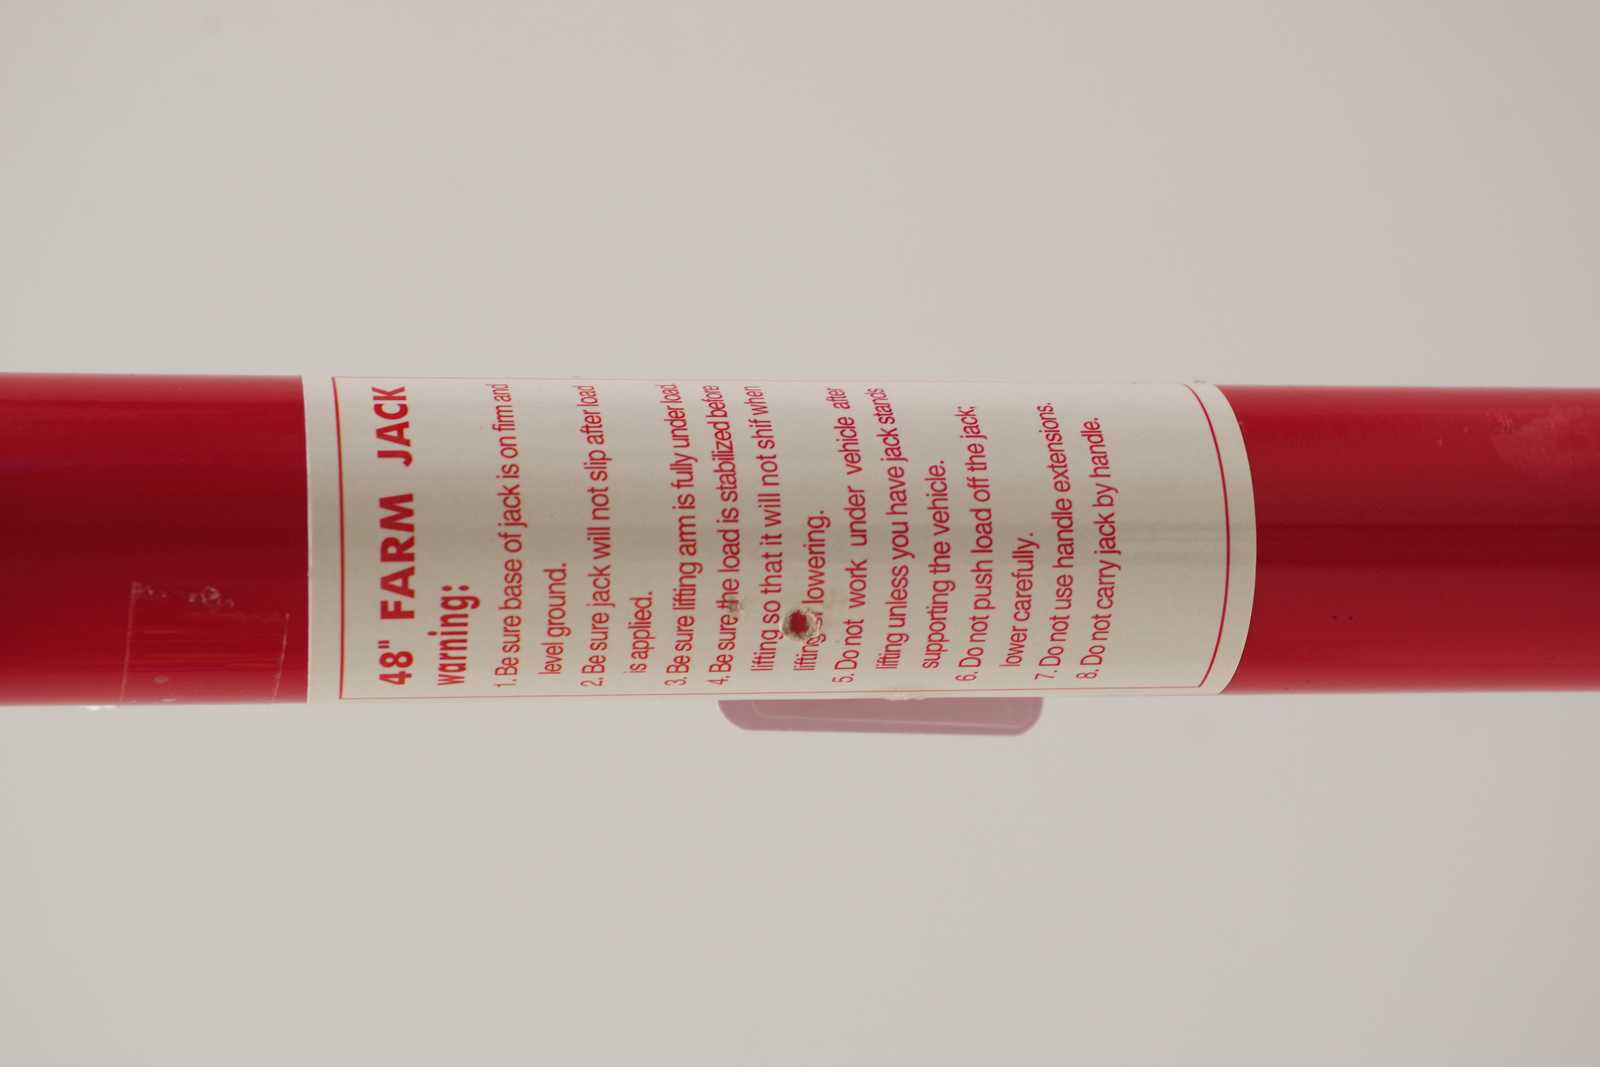 48" FARM JACK
warning:
1. Be sure base of jack is on firm and
level ground.
2. Be sure jack will not slip after load
is applied.
3. Be sure lifting arm is fully under load
4. Be sure the load is stabilized before
lifting so that it will not shif when
lifting lowering.
5. Do not work under vehicle after
lifting unless you have jack stands
supporting the vehicle.
6. Do not push load off the jack;
lower carefully.
7. Do not use handle extensions.
8. Do not carry jack by handle.